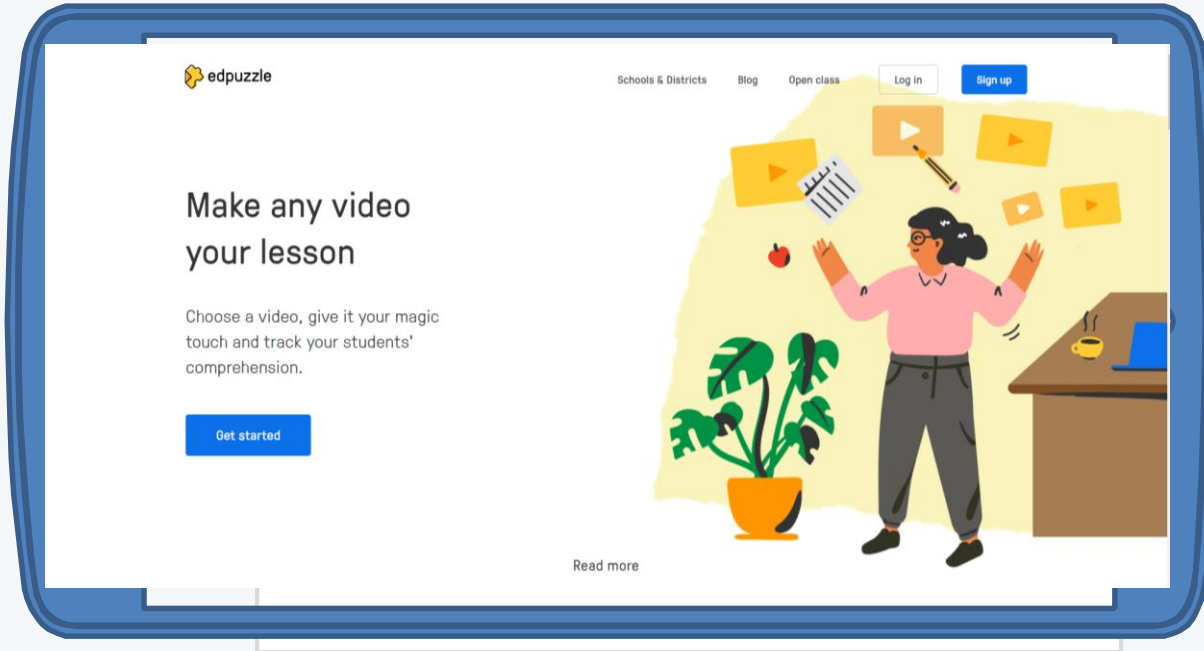 edpuzzle
Schools & Districts Blog Open class Log in Sign up
Make any video
your lesson
Choose a video, give it your magic
touch and track your students'
comprehension.
Get started
Read more